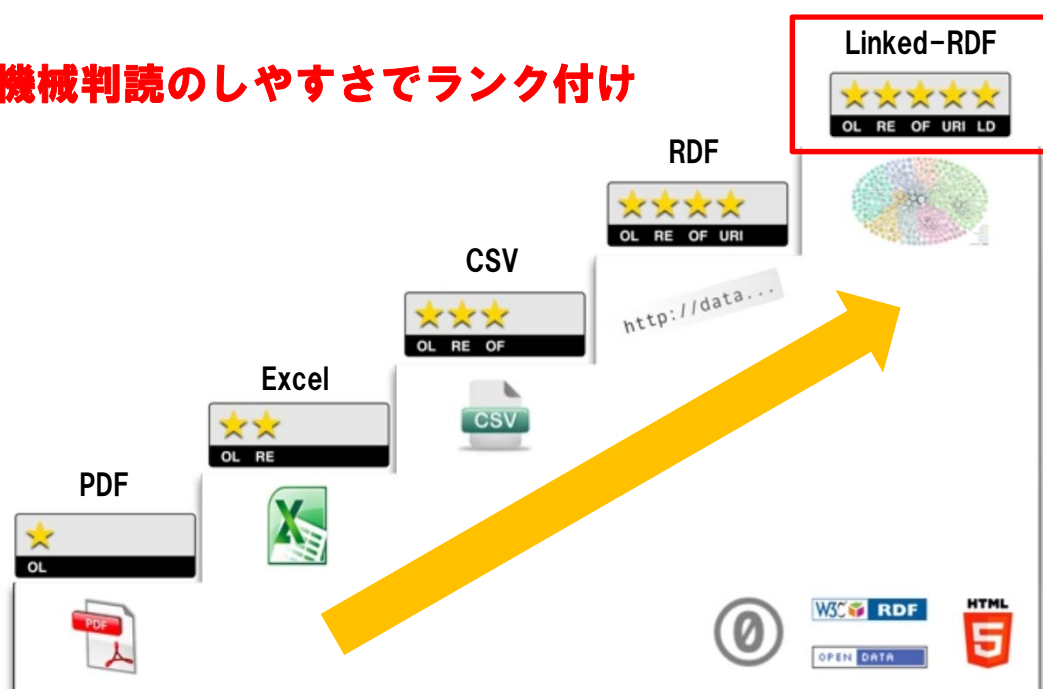 機械判読のしやすさでランク付け
Linked-RDF
OL RE OF URI LD
RDF
OL RE OF URI
http://data...
CSV
OL RE OF
CSV
Excel
OL RE
PDF
OL
PDF
W3C RDF
OPEN DATA
HTML
5
0